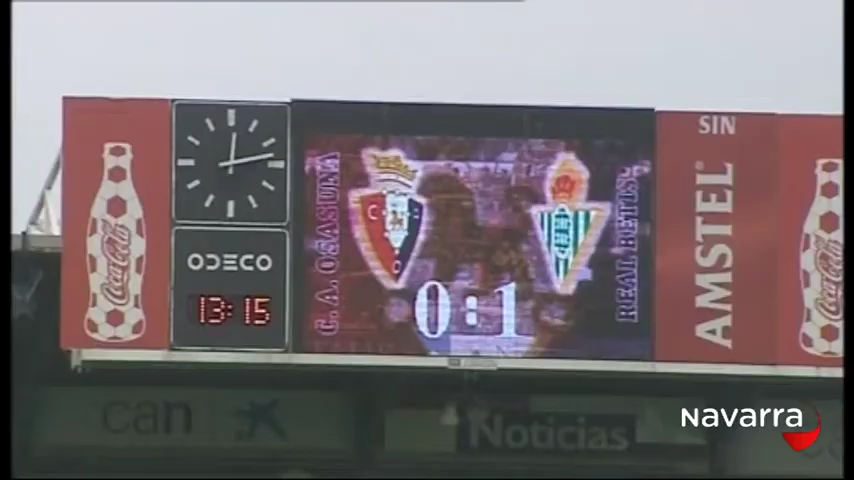 Coca-Cola
ODECO
13:15
C. A. OSASUNA
0:1
REAL BETIS
SIN
AMSTEL
Coca-Cola
can
Noticias
Navarra